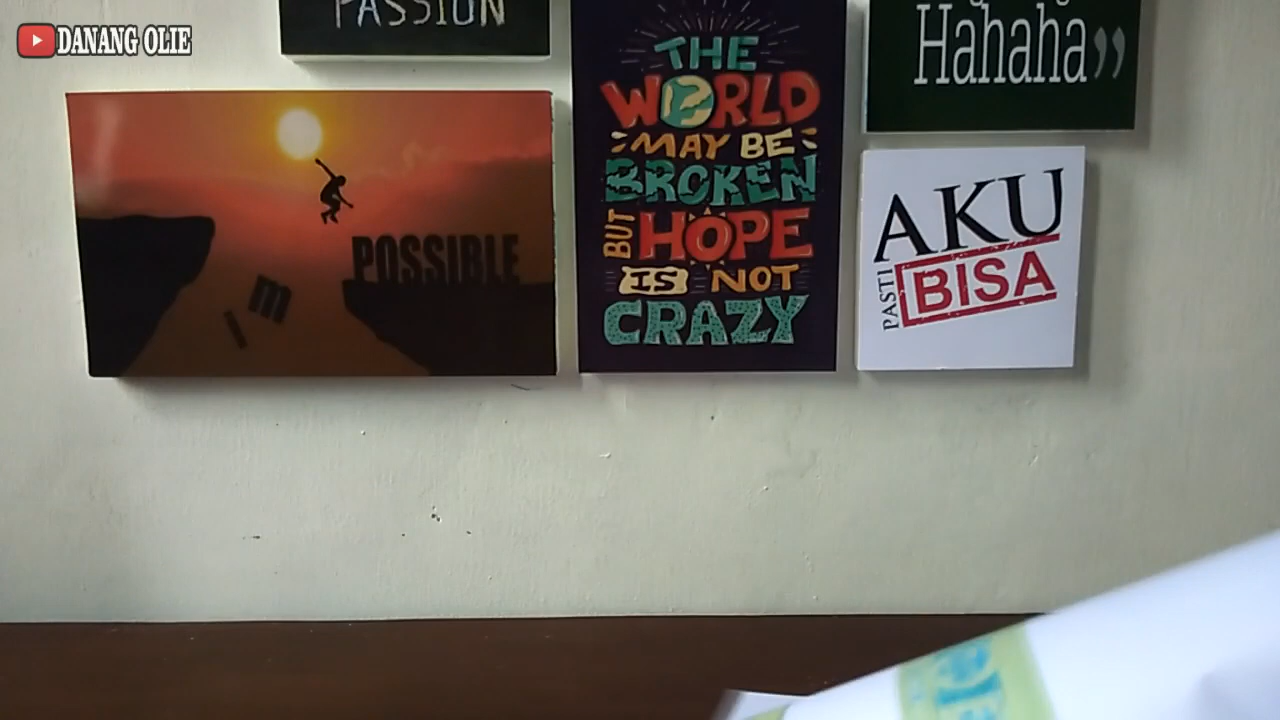 DANANG OLIE
PASSION
Hahaha”
THE
WORLD
MAY BE
BROKEN
BUT HOPE
IS NOT
CRAZY
POSSIBLE
I m
AKU
PASTI BISA